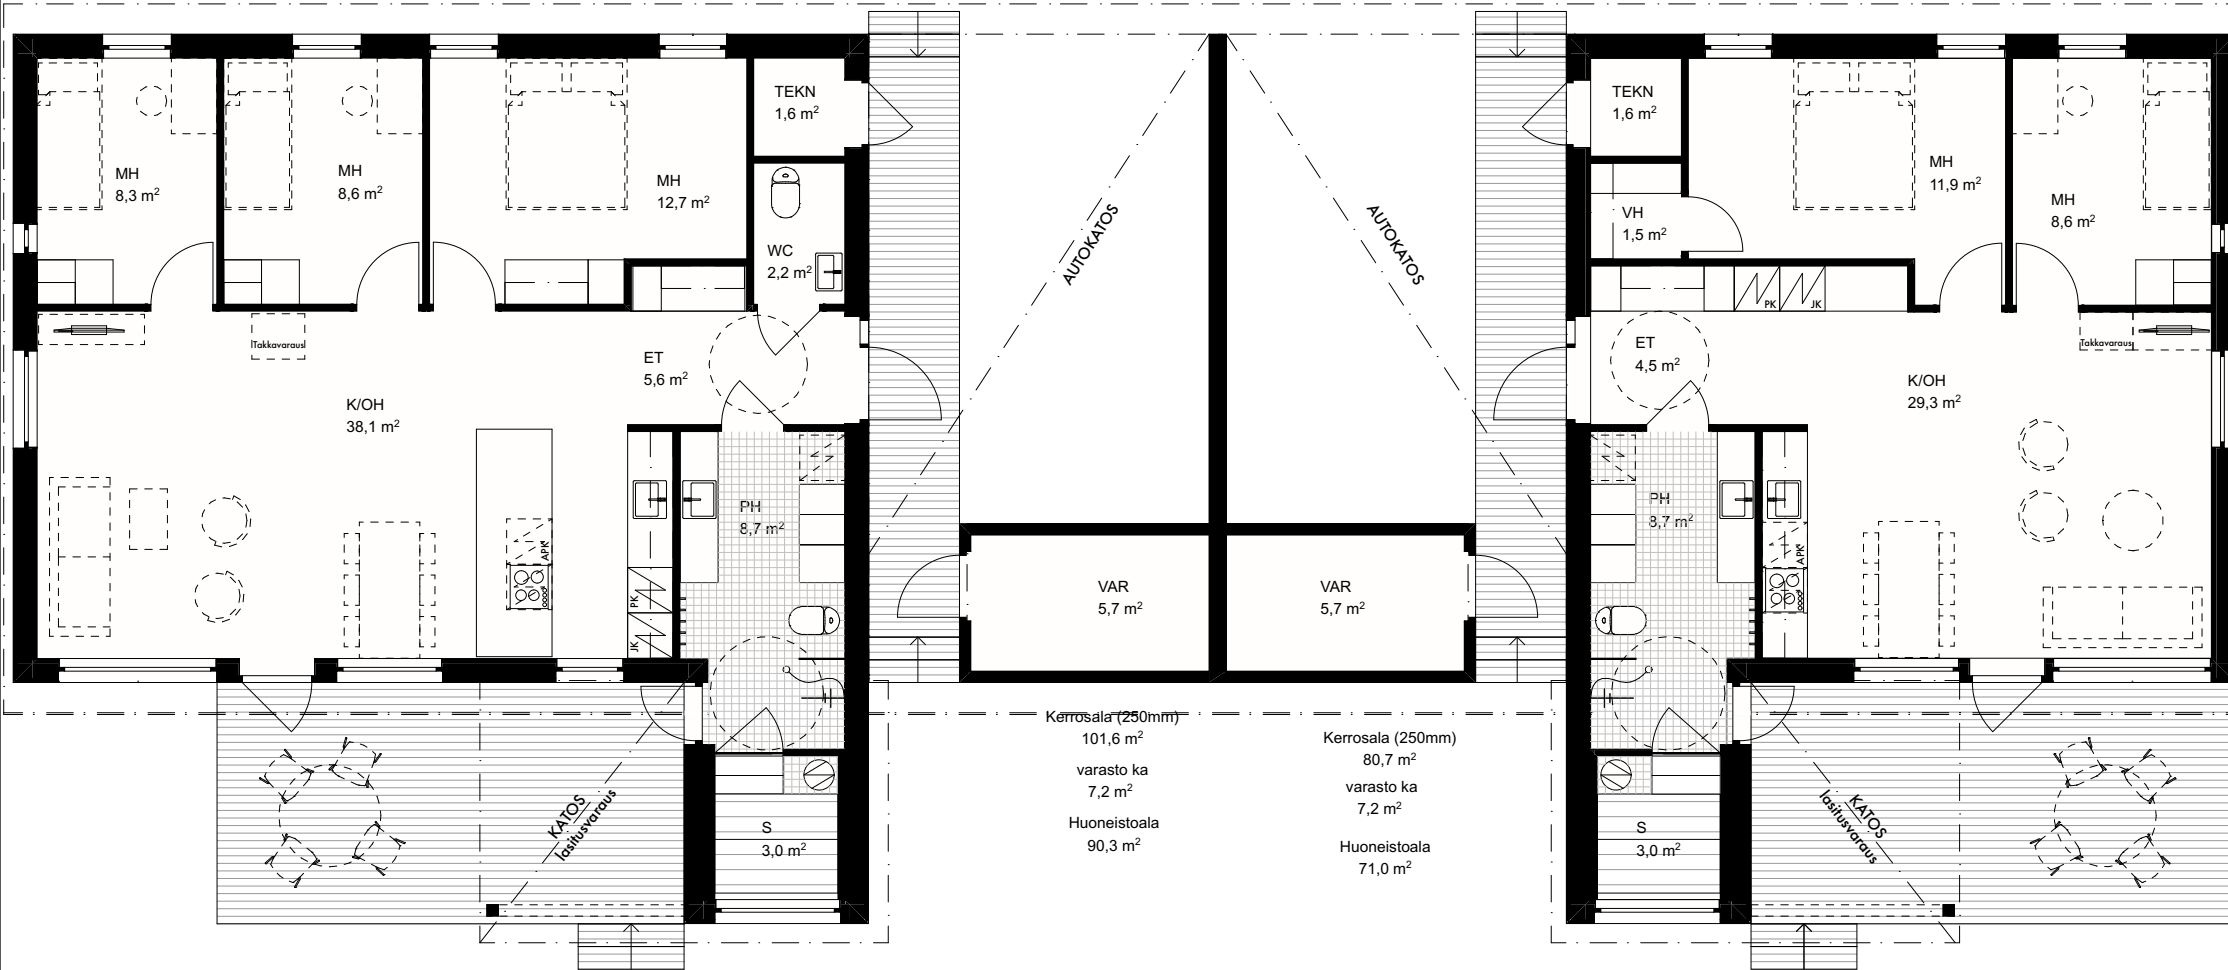 MH
8,3 m²
MH
8,6 m²
MH
12,7 m²
TEKN
1,6 m²
WC
2,2 m²
Takkavaraus
ET
5,6 m²
K/OH
38,1 m²
PH
8,7 m²
APK
PK
JK
S
3,0 m²
KATOS
lasitusvaraus
AUTOKATOS
AUTOKATOS
VAR
5,7 m²
VAR
5,7 m²
Kerrosala (250mm)
101,6 m²
varasto ka
7,2 m²
Huoneistoala
90,3 m²
Kerrosala (250mm)
80,7 m²
varasto ka
7,2 m²
Huoneistoala
71,0 m²
TEKN
1,6 m²
VH
1,5 m²
MH
11,9 m²
MH
8,6 m²
PK
JK
ET
4,5 m²
Takkavaraus
K/OH
29,3 m²
PH
8,7 m²
APK
S
3,0 m²
KATOS
lasitusvaraus